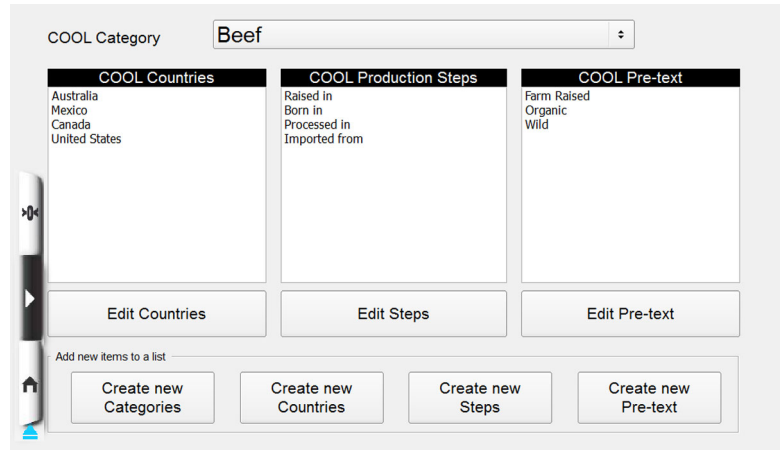 COOL Category
Beef
COOL Countries
Australia
Mexico
Canada
United States
COOL Production Steps
Raised in
Born in
Processed in
Imported from
COOL Pre-text
Farm Raised
Organic
Wild
>0<
Edit Countries
Edit Steps
Edit Pre-text
Add new items to a list
Create new
Categories
Create new
Countries
Create new
Steps
Create new
Pre-text